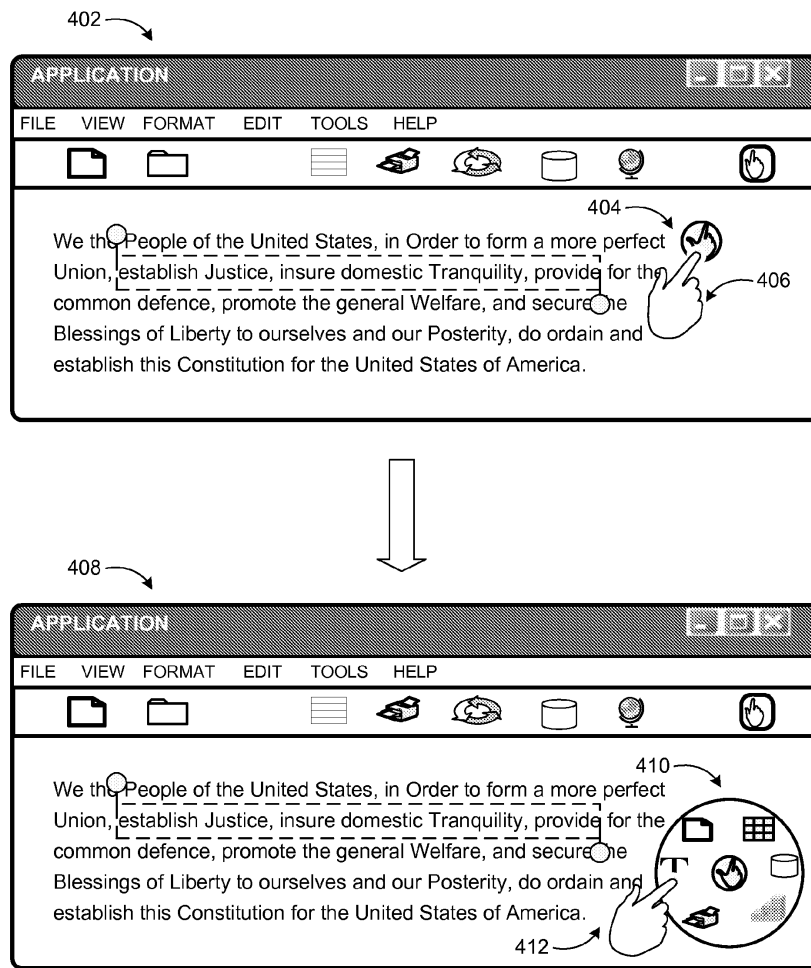 402
APPLICATION
FILE VIEW FORMAT EDIT TOOLS HELP
404
We the People of the United States, in Order to form a more perfect
406
Union, establish Justice, insure domestic Tranquility, provide for the
common defence, promote the general Welfare, and secure he
Blessings of Liberty to ourselves and our Posterity, do ordain and
establish this Constitution for the United States of America.
408
APPLICATION
FILE VIEW FORMAT EDIT TOOLS HELP
410
We the People of the United States, in Order to form a more perfect
Union, establish Justice, insure domestic Tranquility, provide for the
common defence, promote the general Welfare, and secure he
T
Blessings of Liberty to ourselves and our Posterity, do ordain and
establish this Constitution for the United States of America.
412